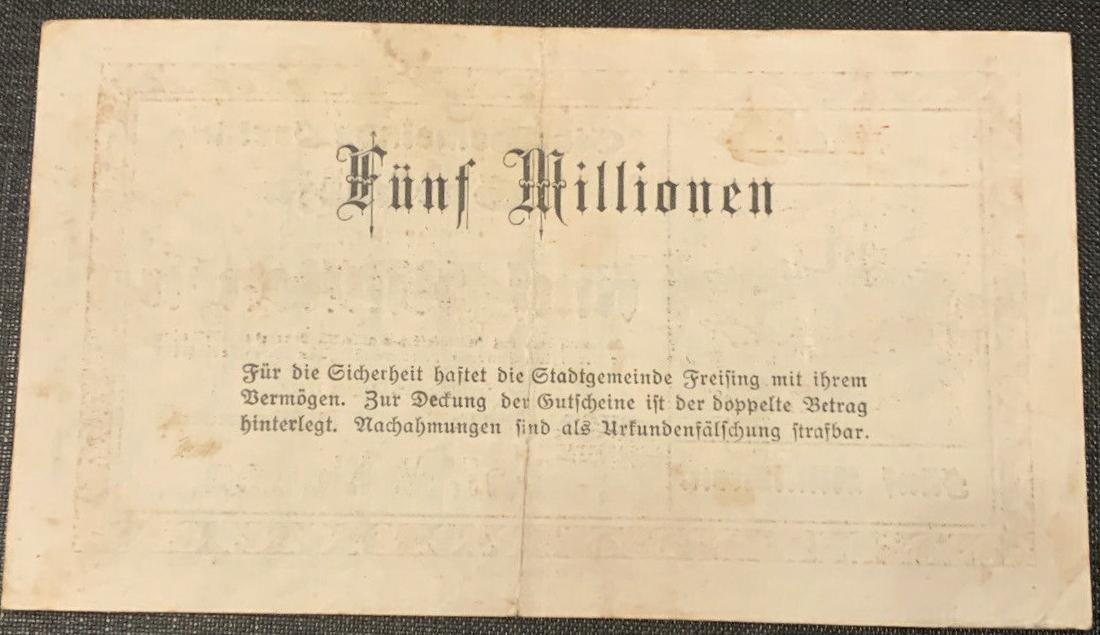 Fünf Millionen
Für die Sicherheit haftet die Stadtgemeinde Freising mit ihrem
Vermögen. Zur Deckung der Gutscheine ist der doppelte Betrag
hinterlegt. Nachahmungen sind als Urkundenfälschung strafbar.